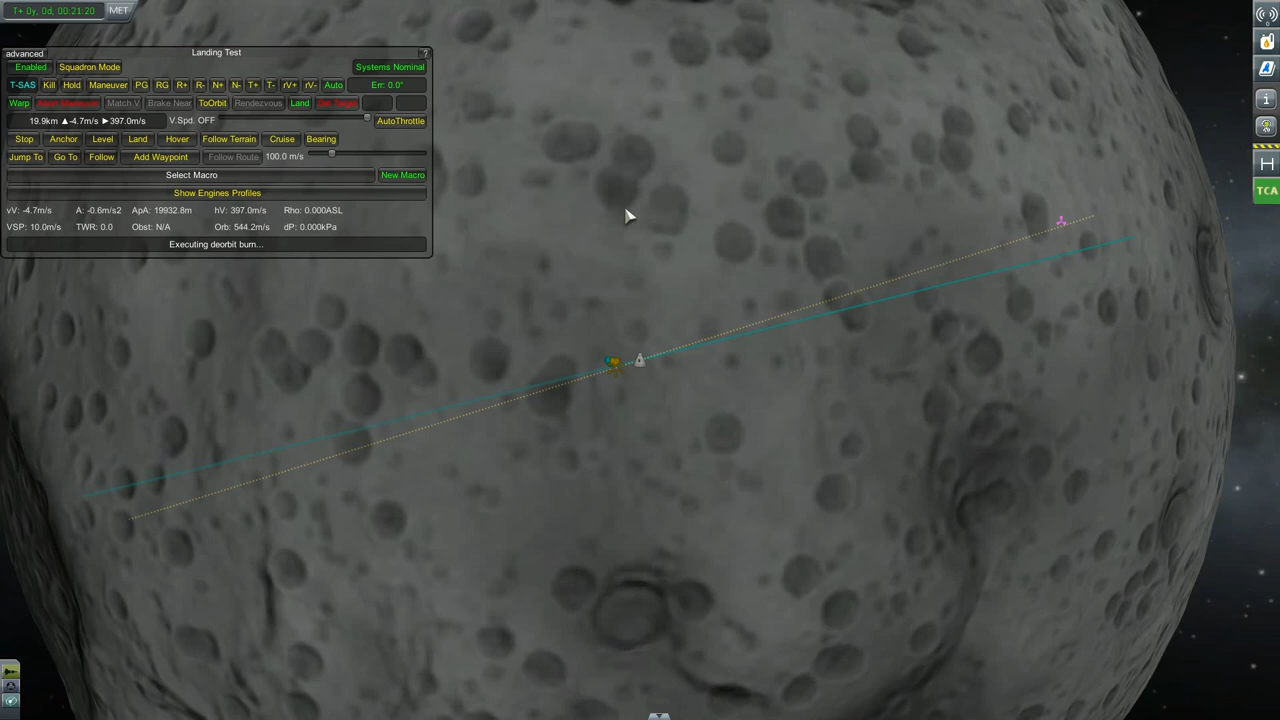 T+ 0y, 0d, 00:21:20 MET
Landing Test
advanced ?
Enabled Squadron Mode Systems Nominal
T-SAS Kill Hold Maneuver PG RG R+ R- N+ N- T+ T- rV+ rV- Auto Err: 0.0°
Warp Match V Brake Near ToOrbit Rendezvous Land
19.9km ▲-4.7m/s ►397.0m/s V.Spd. OFF AutoThrottle
Stop Anchor Level Land Hover Follow Terrain Cruise Bearing
Jump To Go To Follow Add Waypoint Follow Route 100.0 m/s
Select Macro New Macro
Show Engines Profiles
vV: -4.7m/s A: -0.6m/s2 ApA: 19932.8m hV: 397.0m/s Rho: 0.000ASL
VSP: 10.0m/s TWR: 0.0 Obst: N/A Orb: 544.2m/s dP: 0.000kPa
Executing deorbit burn...
TCA